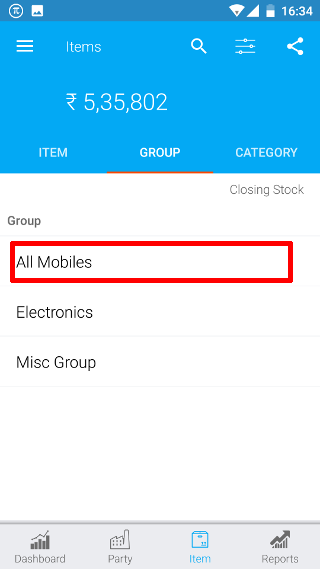 16:34
Items
₹ 5,35,802
ITEM GROUP CATEGORY
Closing Stock
Group
All Mobiles
Electronics
Misc Group
Dashboard Party Item Reports